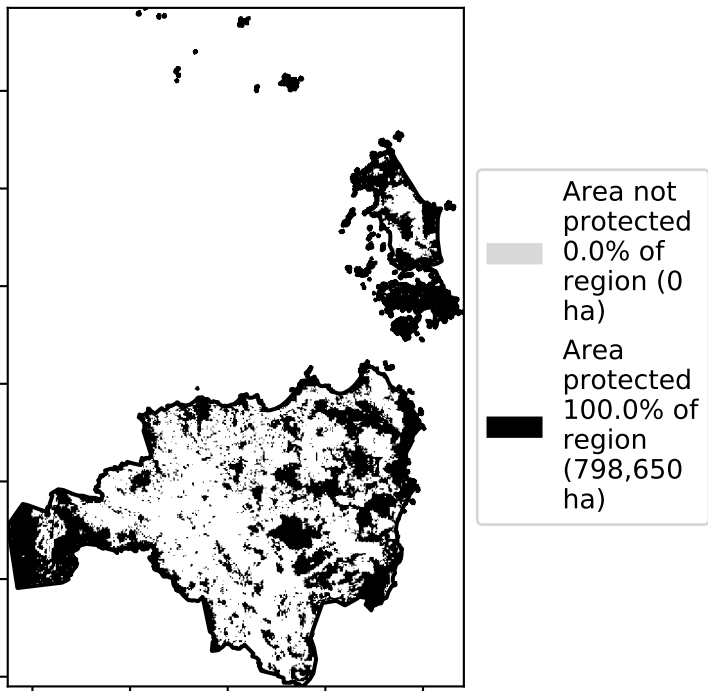 Area not
protected
0.0% of
region (0
ha)
Area
protected
100.0% of
region
(798,650
ha)